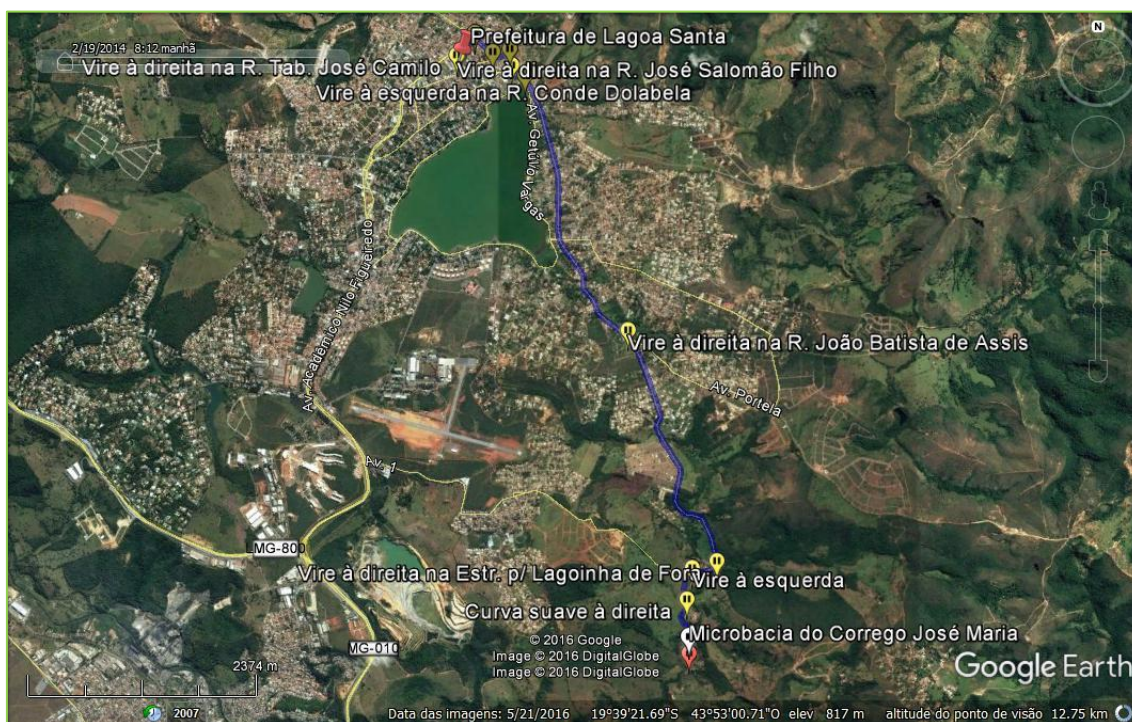 2/19/2014 8:12 manhã
N
Prefeitura de Lagoa Santa
Vire à direita na R. Tab. José Camilo
Vire à direita na R. José Salomão Filho
Vire à esquerda na R. Conde Dolabela
Av. Getúlio Vargas
Av. Acadêmico Nilo Figueiredo
Vire à direita na R. João Batista de Assis
Av. Portela
Av. 1
LMG-800
Vire à direita na Estr. p/ Lagoinha de For
Vire à esquerda
Curva suave à direita
Microbacia do Corrego José Maria
MG-010
© 2016 Google
Image © 2016 DigitalGlobe
Image © 2016 DigitalGlobe
Google Earth
2374 m
2007
Data das imagens: 5/21/2016 19°39'21.69"S 43°53'00.71"O elev 817 m altitude do ponto de visão 12.75 km